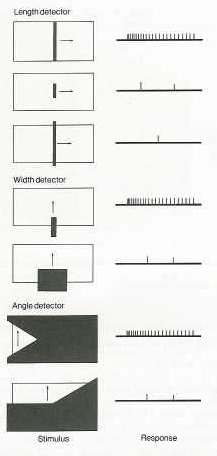 Length detector
Width detector
Angle detector
Stimulus
Response